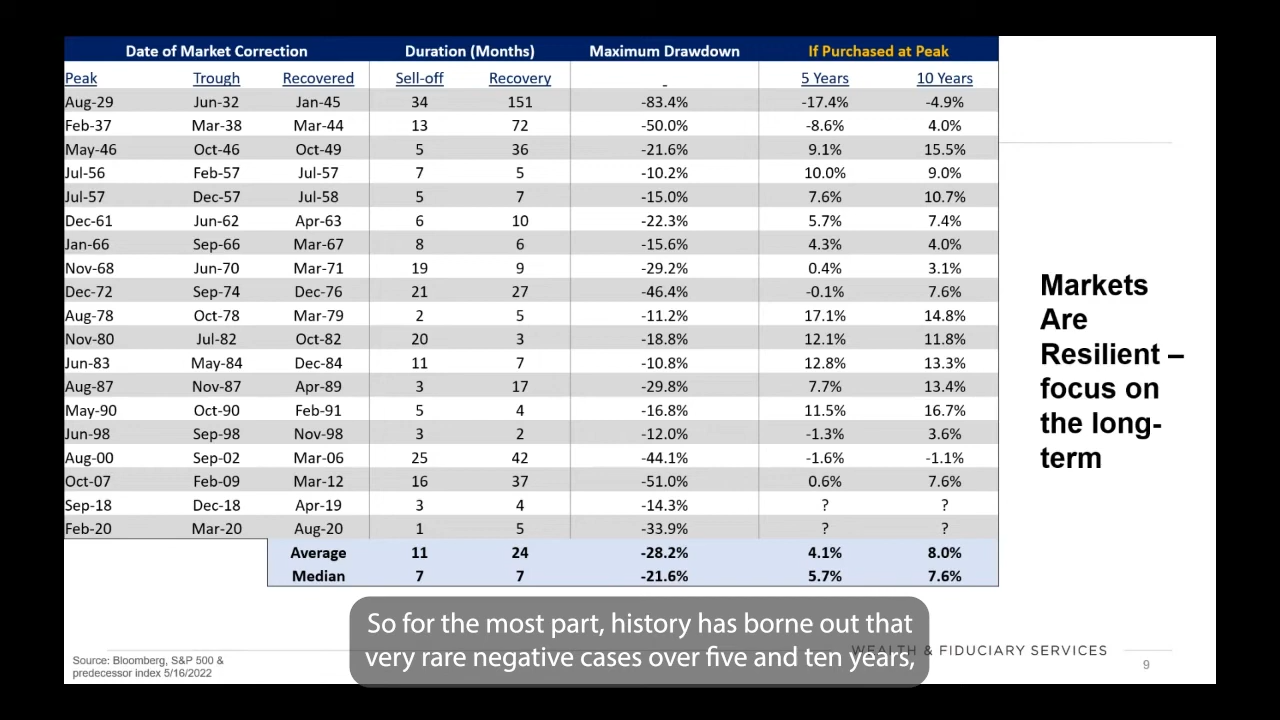 Date of Market Correction Duration (Months) Maximum Drawdown If Purchased at Peak
Peak Trough Recovered Sell-off Recovery - 5 Years 10 Years
Aug-29 Jun-32 Jan-45 34 151 -83.4% -17.4% -4.9%
Feb-37 Mar-38 Mar-44 13 72 -50.0% -8.6% 4.0%
May-46 Oct-46 Oct-49 5 36 -21.6% 9.1% 15.5%
Jul-56 Feb-57 Jul-57 7 5 -10.2% 10.0% 9.0%
Jul-57 Dec-57 Jul-58 5 7 -15.0% 7.6% 10.7%
Dec-61 Jun-62 Apr-63 6 10 -22.3% 5.7% 7.4%
Jan-66 Sep-66 Mar-67 8 6 -15.6% 4.3% 4.0%
Nov-68 Jun-70 Mar-71 19 9 -29.2% 0.4% 3.1%
Dec-72 Sep-74 Dec-76 21 27 -46.4% -0.1% 7.6%
Aug-78 Oct-78 Mar-79 2 5 -11.2% 17.1% 14.8%
Nov-80 Jul-82 Oct-82 20 3 -18.8% 12.1% 11.8%
Jun-83 May-84 Dec-84 11 7 -10.8% 12.8% 13.3%
Aug-87 Nov-87 Apr-89 3 17 -29.8% 7.7% 13.4%
May-90 Oct-90 Feb-91 5 4 -16.8% 11.5% 16.7%
Jun-98 Sep-98 Nov-98 3 2 -12.0% -1.3% 3.6%
Aug-00 Sep-02 Mar-06 25 42 -44.1% -1.6% -1.1%
Oct-07 Feb-09 Mar-12 16 37 -51.0% 0.6% 7.6%
Sep-18 Dec-18 Apr-19 3 4 -14.3% ? ?
Feb-20 Mar-20 Aug-20 1 5 -33.9% ? ?
Average 11 24 -28.2% 4.1% 8.0%
Median 7 7 -21.6% 5.7% 7.6%
Markets
Are
Resilient –
focus on
the long-
term
So for the most part, history has borne out that
very rare negative cases over five and ten years,
WEALTH & FIDUCIARY SERVICES
9
Source: Bloomberg, S&P 500 &
predecessor index 5/16/2022